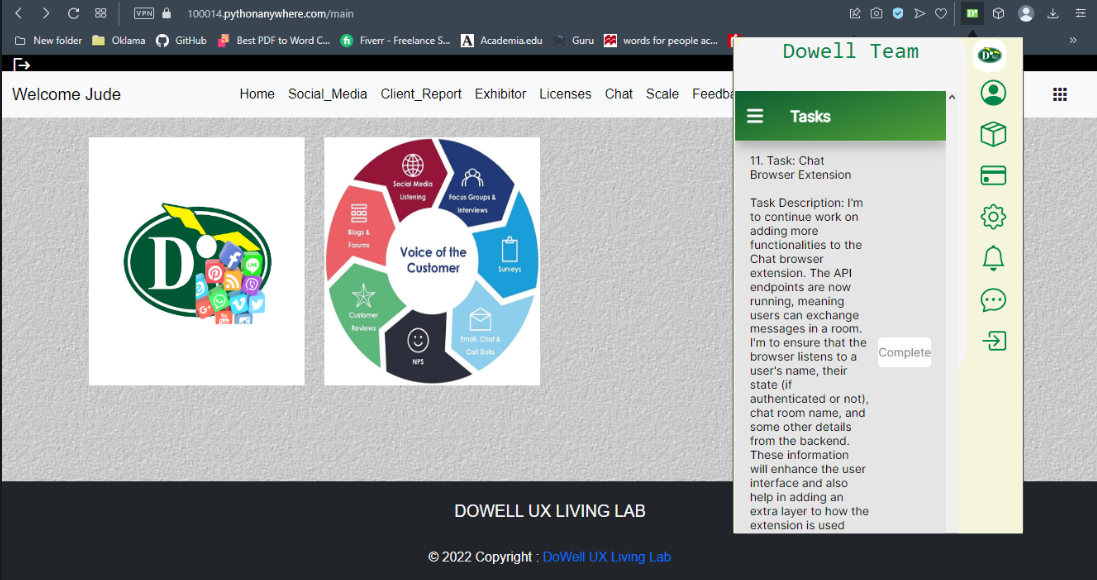 VPN
100014.pythonanywhere.com/main
New folder
Oklama
GitHub
Best PDF to Word C...
Fiverr - Freelance S...
A Academia.edu
Guru
words for people ac...
»
Dowell Team
Welcome Jude
Home Social_Media Client_Report Exhibitor Licenses Chat Scale Feedba
Tasks
11. Task: Chat
Browser Extension
Task Description: I'm
to continue work on
adding more
functionalities to the
Chat browser
extension. The API
endpoints are now
running, meaning
users can exchange
messages in a room.
I'm to ensure that the
browser listens to a
user's name, their
state (if
authenticated or not),
chat room name, and
some other details
from the backend.
These information
will enhance the user
interface and also
help in adding an
extra layer to how the
extension is used
Complete
D
LINE
Voice of the
Customer
Social Media
Listening
Focus Groups &
Interviews
Surveys
Email, Chat &
Call Data
NPS
Customer
Reviews
Blogs &
Forums
DOWELL UX LIVING LAB
© 2022 Copyright : DoWell UX Living Lab